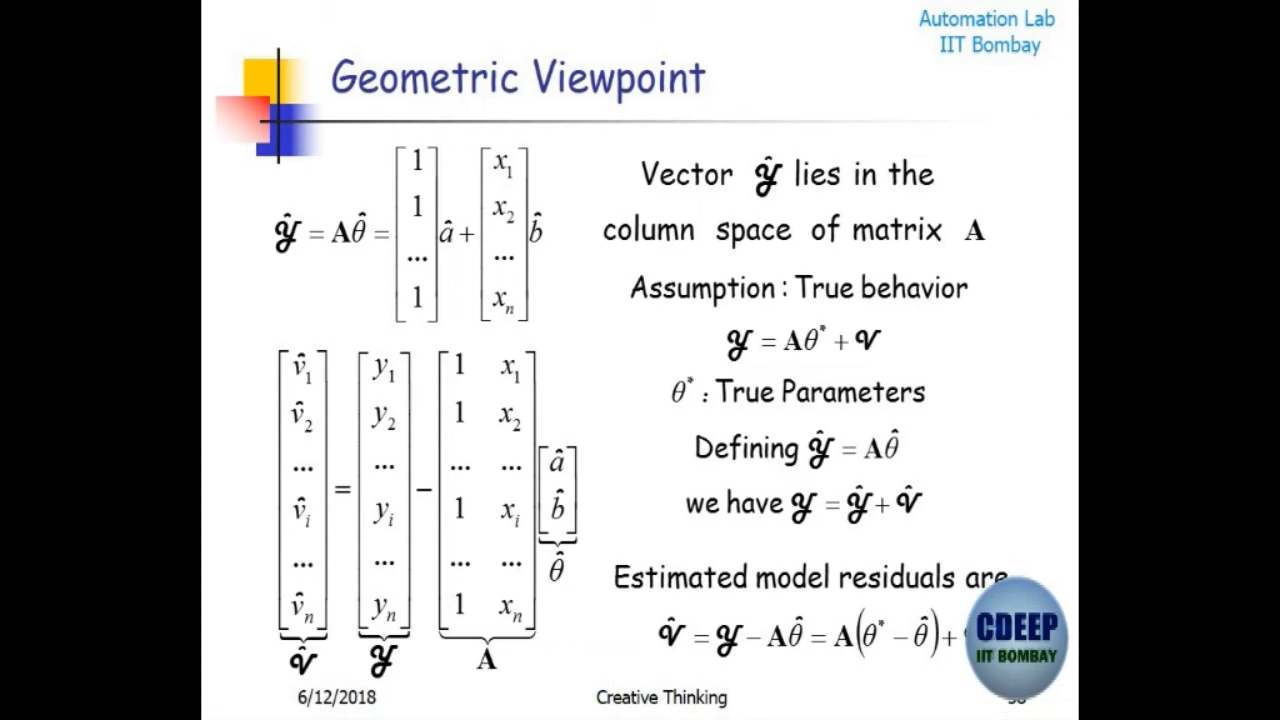 Automation Lab
IIT Bombay
Geometric Viewpoint
𝒴̂ = Aθ̂ = [1 1 ... 1] â + [x₁ x₂ ... xₙ] b̂
[v̂₁ v̂₂ ... v̂ᵢ ... v̂ₙ] = [y₁ y₂ ... yᵢ ... yₙ] − [1 x₁ 1 x₂ ... ... 1 xᵢ ... ... 1 xₙ] [â b̂]
θ̂
𝒱̂ 𝒴 A
Vector 𝒴̂ lies in the
column space of matrix A
Assumption : True behavior
𝒴 = Aθ* + 𝒱
θ* : True Parameters
Defining 𝒴̂ = Aθ̂
we have 𝒴 = 𝒴̂ + 𝒱̂
Estimated model residuals are
𝒱̂ = 𝒴 − Aθ̂ = A(θ* − θ̂) +
CDEEP
IIT BOMBAY
6/12/2018
Creative Thinking